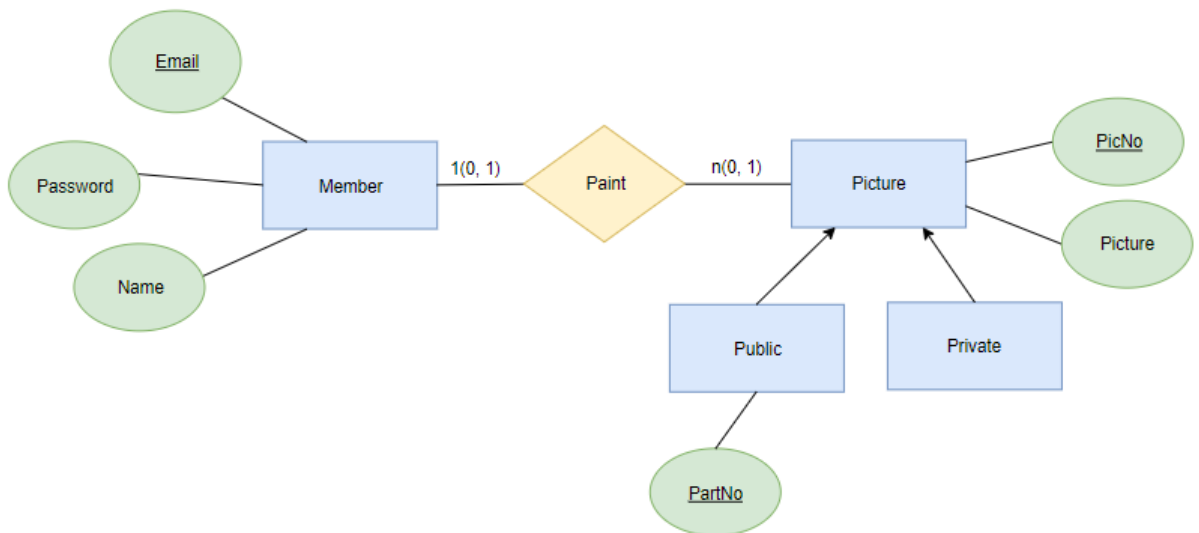 Email
Password
Name
Member
1(0, 1)
Paint
n(0, 1)
Picture
PicNo
Picture
Public
Private
PartNo